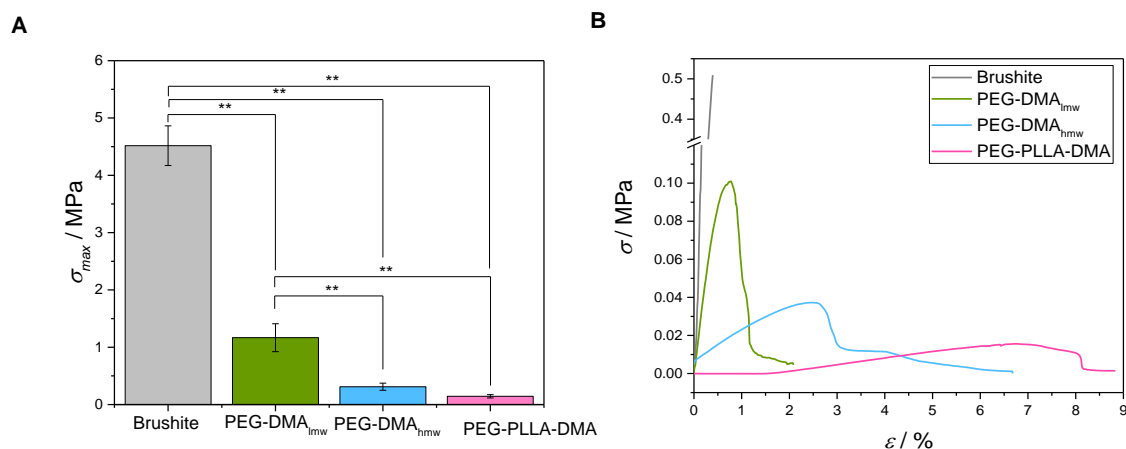 A
6
5
4
3
2
1
0
σmax / MPa
**
**
**
**
**
Brushite
PEG-DMAlmw
PEG-DMAhmw
PEG-PLLA-DMA
B
0.5
0.4
0.10
0.08
0.06
0.04
0.02
0.00
σ / MPa
Brushite
PEG-DMAlmw
PEG-DMAhmw
PEG-PLLA-DMA
0 1 2 3 4 5 6 7 8 9
ε / %